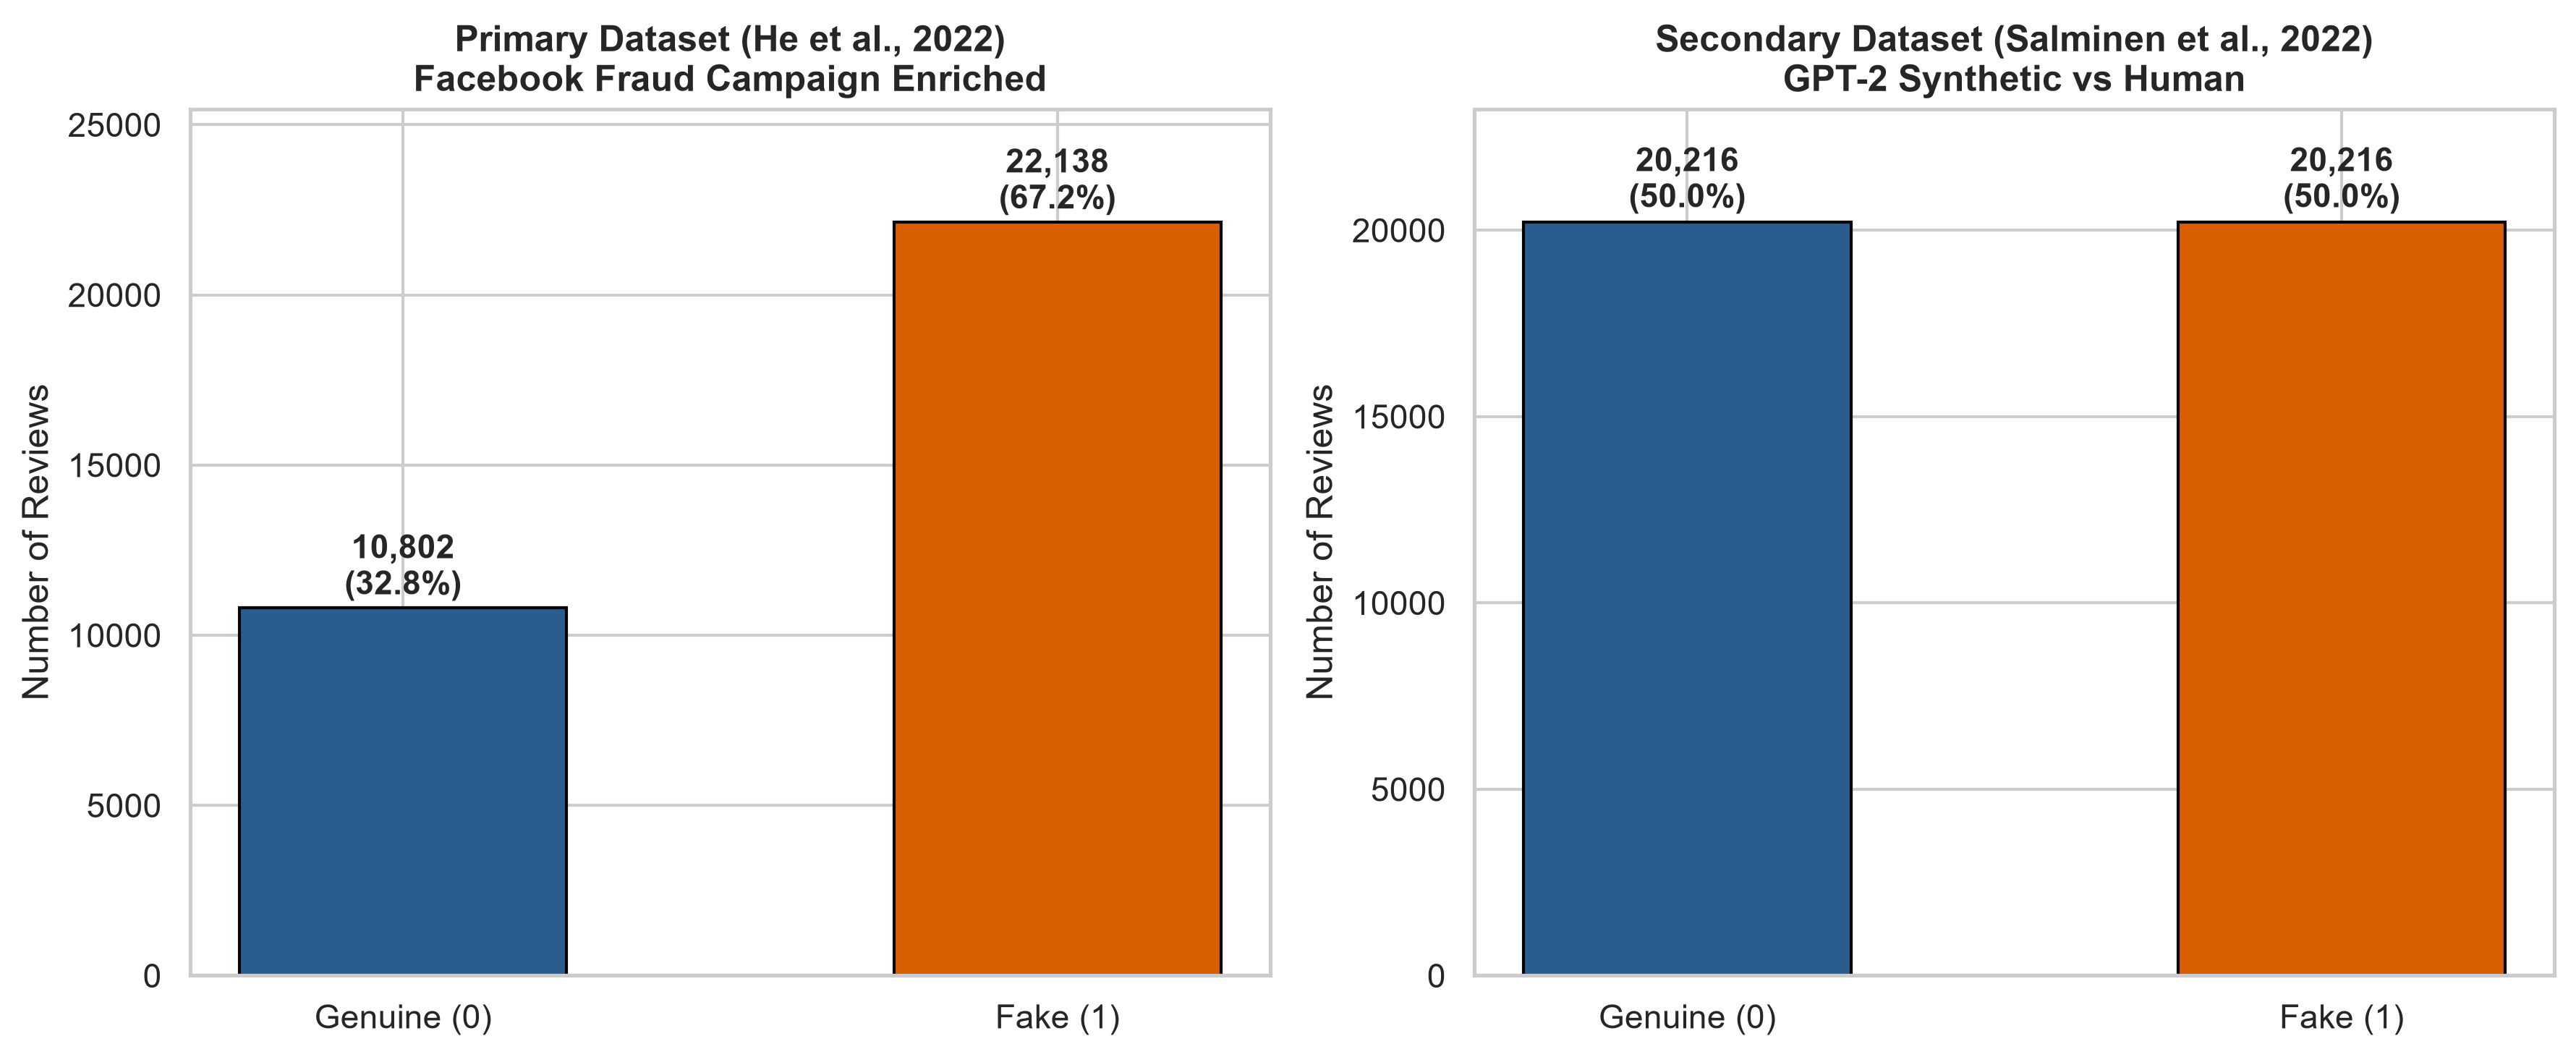 Primary Dataset (He et al., 2022)
Facebook Fraud Campaign Enriched
25000
20000
15000
10000
5000
0
Number of Reviews
10,802
(32.8%)
22,138
(67.2%)
Genuine (0)
Fake (1)
Secondary Dataset (Salminen et al., 2022)
GPT-2 Synthetic vs Human
20000
15000
10000
5000
0
Number of Reviews
20,216
(50.0%)
20,216
(50.0%)
Genuine (0)
Fake (1)